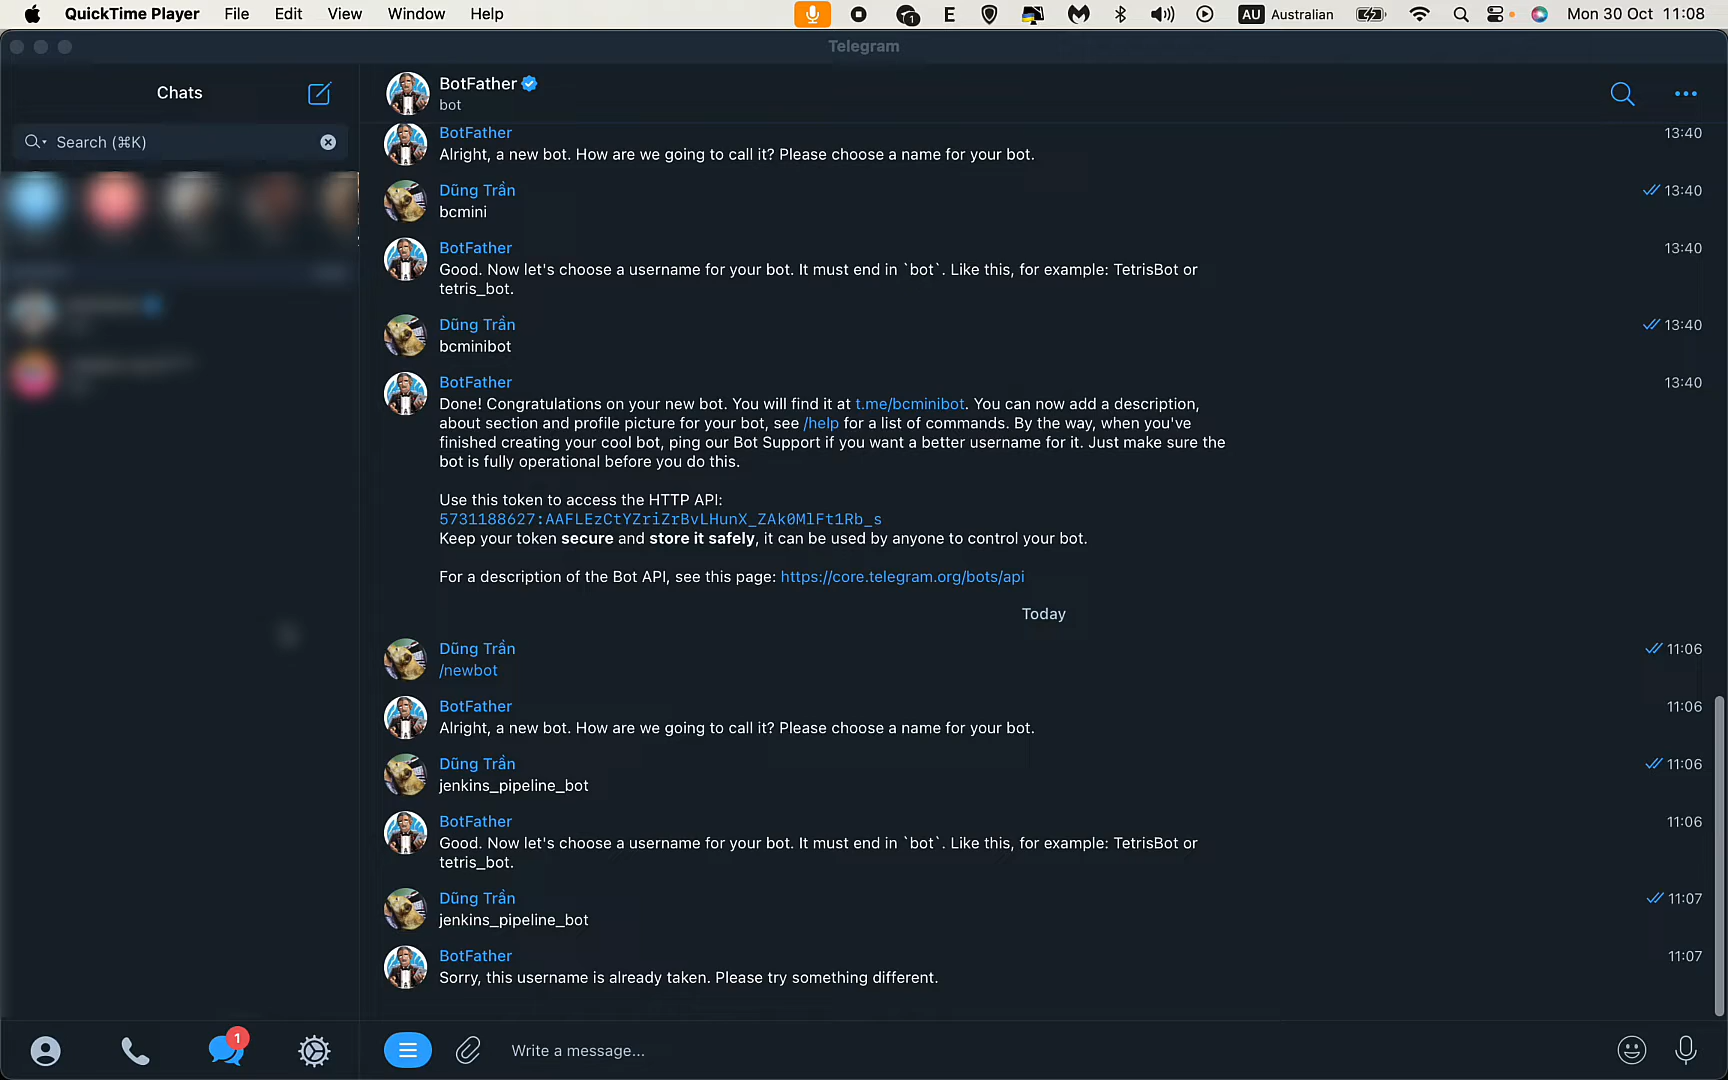 QuickTime Player File Edit View Window Help 1 E AU Australian Mon 30 Oct 11:08
Telegram
Chats
Search (⌘K)
BotFather
bot
BotFather 13:40
Alright, a new bot. How are we going to call it? Please choose a name for your bot.
Dũng Trần 13:40
bcmini
BotFather 13:40
Good. Now let's choose a username for your bot. It must end in `bot`. Like this, for example: TetrisBot or
tetris_bot.
Dũng Trần 13:40
bcminibot
BotFather 13:40
Done! Congratulations on your new bot. You will find it at t.me/bcminibot. You can now add a description,
about section and profile picture for your bot, see /help for a list of commands. By the way, when you've
finished creating your cool bot, ping our Bot Support if you want a better username for it. Just make sure the
bot is fully operational before you do this.
Use this token to access the HTTP API:
5731188627:AAFLEzCtYZriZrBvLHunX_ZAk0MlFt1Rb_s
Keep your token secure and store it safely, it can be used by anyone to control your bot.
For a description of the Bot API, see this page: https://core.telegram.org/bots/api
Today
Dũng Trần 11:06
/newbot
BotFather 11:06
Alright, a new bot. How are we going to call it? Please choose a name for your bot.
Dũng Trần 11:06
jenkins_pipeline_bot
BotFather 11:06
Good. Now let's choose a username for your bot. It must end in `bot`. Like this, for example: TetrisBot or
tetris_bot.
Dũng Trần 11:07
jenkins_pipeline_bot
BotFather 11:07
Sorry, this username is already taken. Please try something different.
1
Write a message...